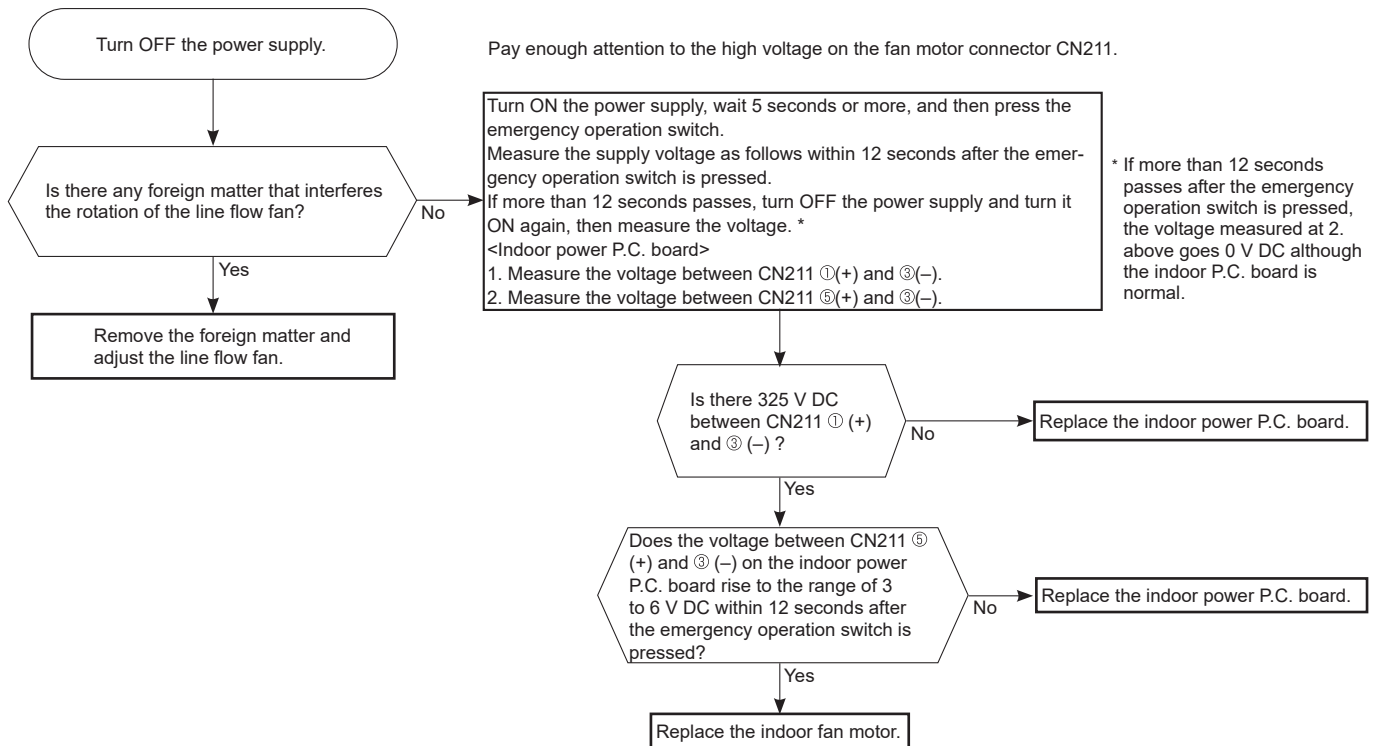 Turn OFF the power supply.
Pay enough attention to the high voltage on the fan motor connector CN211.
Is there any foreign matter that interferes
the rotation of the line flow fan?
No
Yes
Remove the foreign matter and
adjust the line flow fan.
Turn ON the power supply, wait 5 seconds or more, and then press the
emergency operation switch.
Measure the supply voltage as follows within 12 seconds after the emer-
gency operation switch is pressed.
If more than 12 seconds passes, turn OFF the power supply and turn it
ON again, then measure the voltage. *
<Indoor power P.C. board>
1. Measure the voltage between CN211 ①(+) and ③(–).
2. Measure the voltage between CN211 ⑤(+) and ③(–).
* If more than 12 seconds
passes after the emergency
operation switch is pressed,
the voltage measured at 2.
above goes 0 V DC although
the indoor P.C. board is
normal.
Is there 325 V DC
between CN211 ① (+)
and ③ (–) ?
No
Replace the indoor power P.C. board.
Yes
Does the voltage between CN211 ⑤
(+) and ③ (–) on the indoor power
P.C. board rise to the range of 3
to 6 V DC within 12 seconds after
the emergency operation switch is
pressed?
No
Replace the indoor power P.C. board.
Yes
Replace the indoor fan motor.